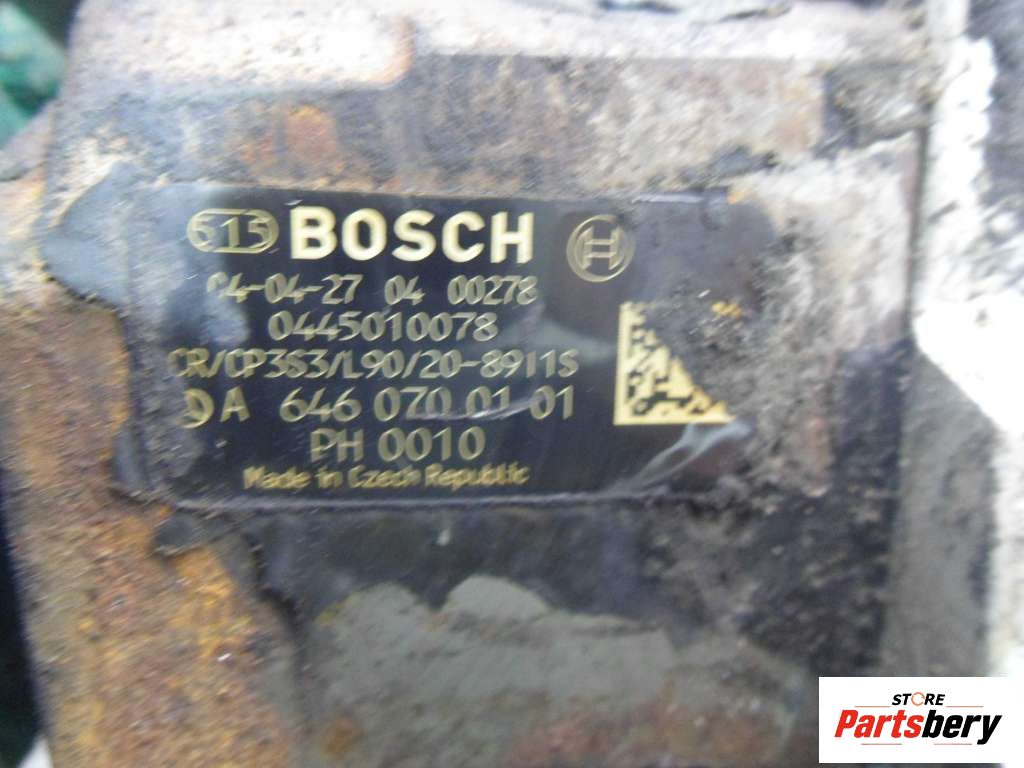 615 BOSCH H
04-04-27 04 00278
0445010078
CR/CP3S3/L90/20-8911S
A 646 070 01 01
PH 0010
Made in Czech Republic
STORE
Partsbery